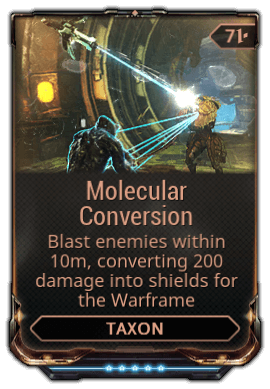 71
Molecular
Conversion
Blast enemies within
10m, converting 200
damage into shields for
the Warframe
TAXON